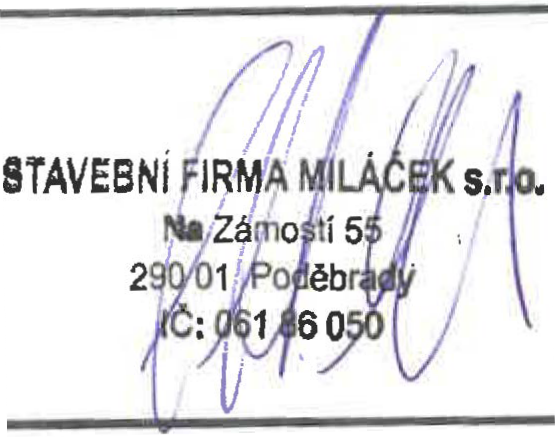 STAVEBNÍ FIRMA MILÁČEK s.r.o.
Na Zámostí 55
290 01 Poděbrady
IČ: 061 86 050